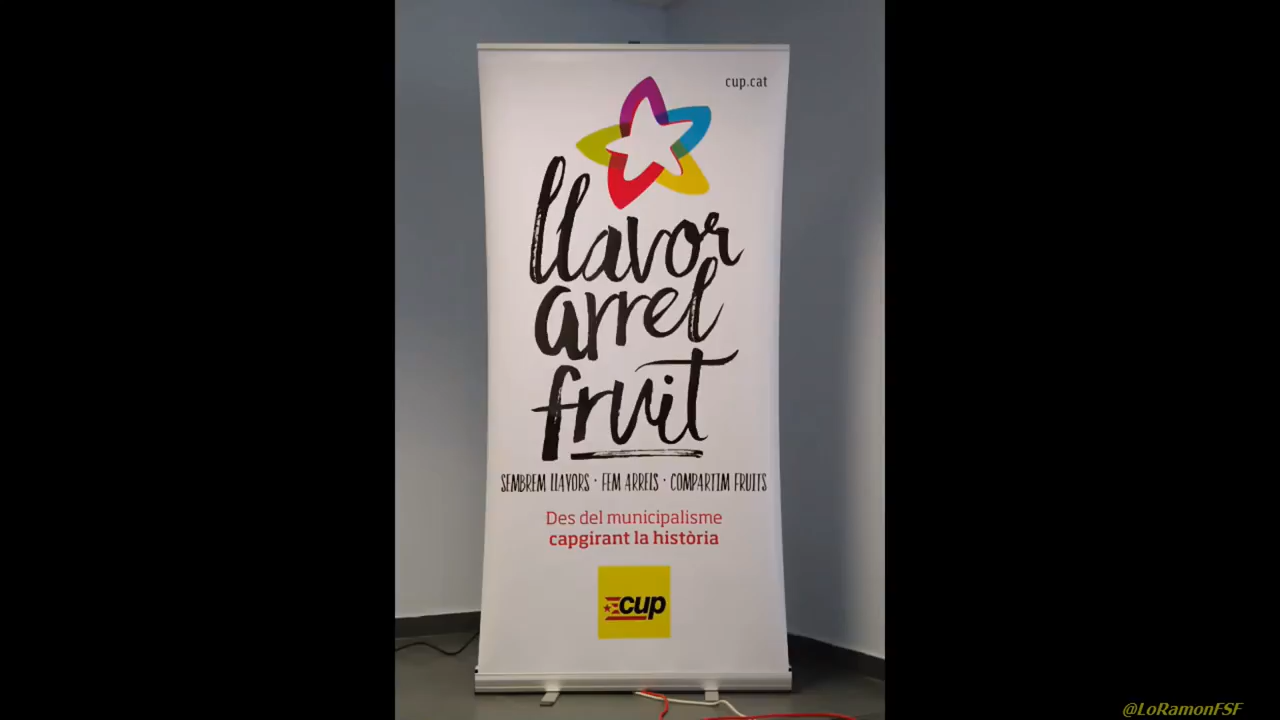 cup.cat
llavor
arrel
fruit
SEMBREM LLAVORS · FEM ARRELS · COMPARTIM FRUITS
Des del municipalisme
capgirant la història
cup
@LoRamonFSF